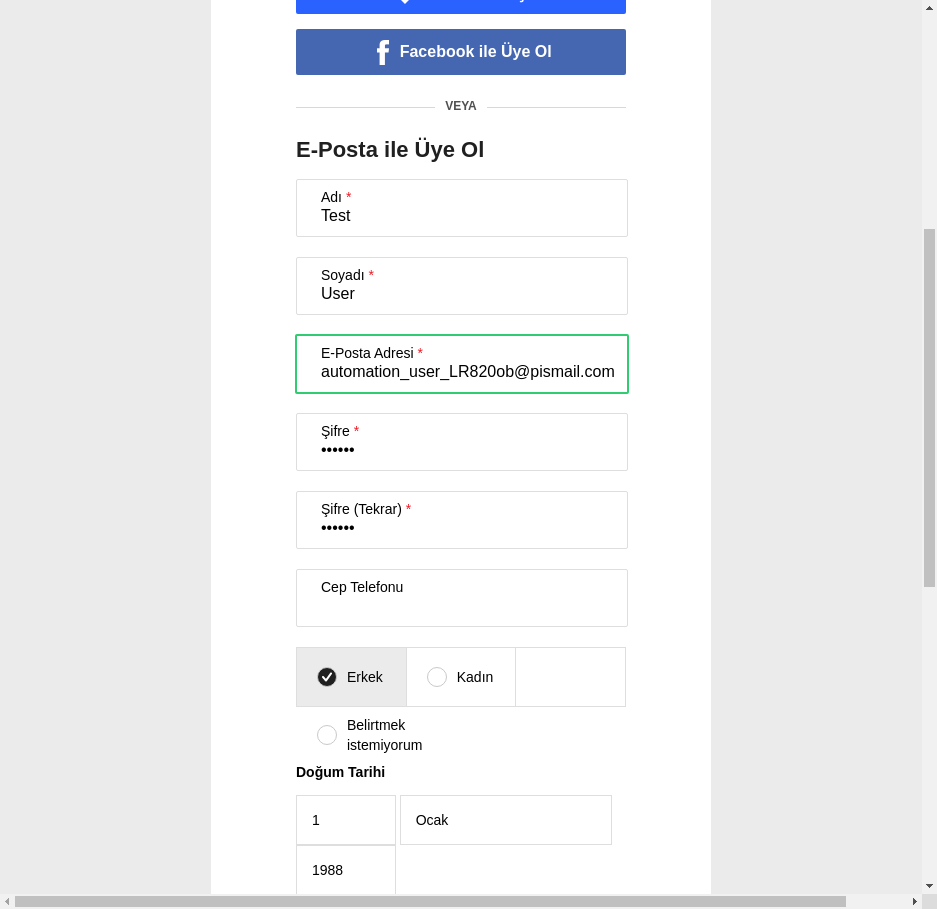 Facebook ile Üye Ol
VEYA
E-Posta ile Üye Ol
Adı *
Test
Soyadı *
User
E-Posta Adresi *
automation_user_LR820ob@pismail.com
Şifre *
••••••
Şifre (Tekrar) *
••••••
Cep Telefonu
Erkek
Kadın
Belirtmek
istemiyorum
Doğum Tarihi
1
Ocak
1988